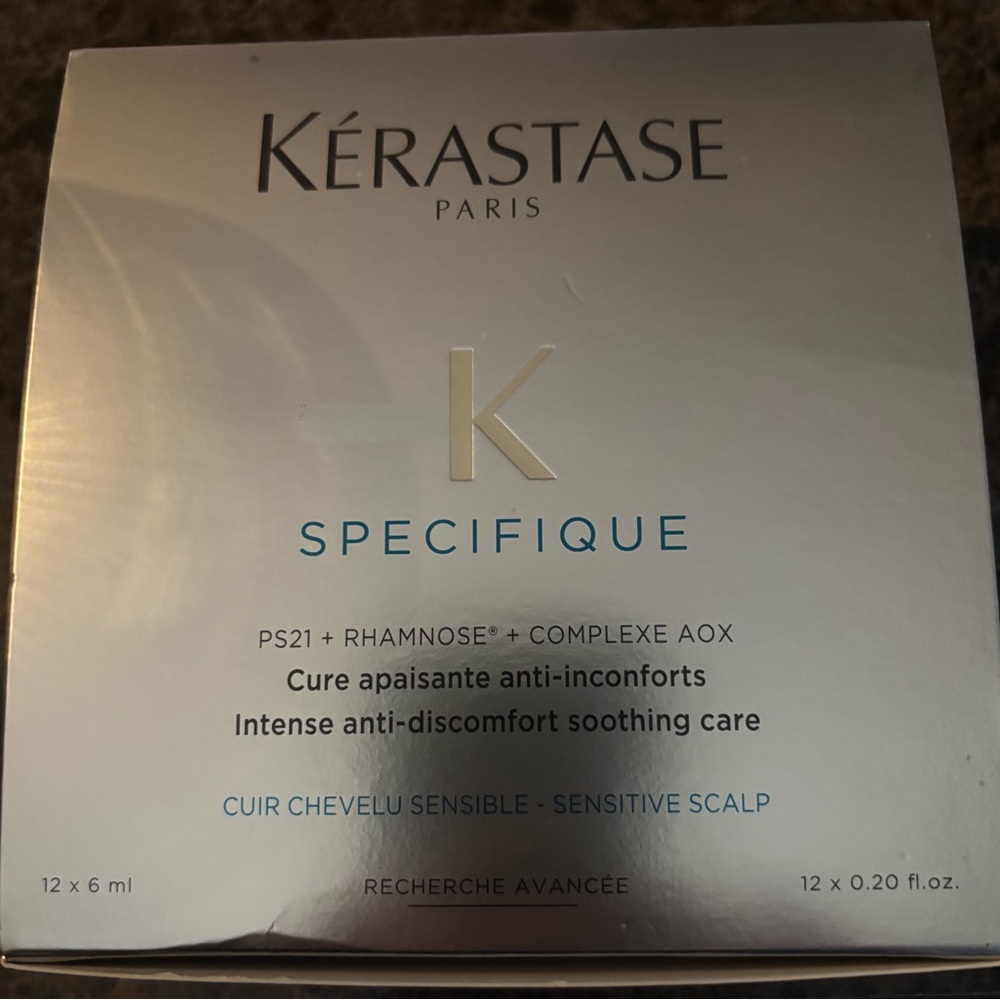 KÉRASTASE
PARIS
K
SPECIFIQUE
PS21 + RHAMNOSE® + COMPLEXE AOX
Cure apaisante anti-inconforts
Intense anti-discomfort soothing care
CUIR CHEVELU SENSIBLE - SENSITIVE SCALP
12 x 6 ml RECHERCHE AVANCÉE 12 x 0.20 fl.oz.